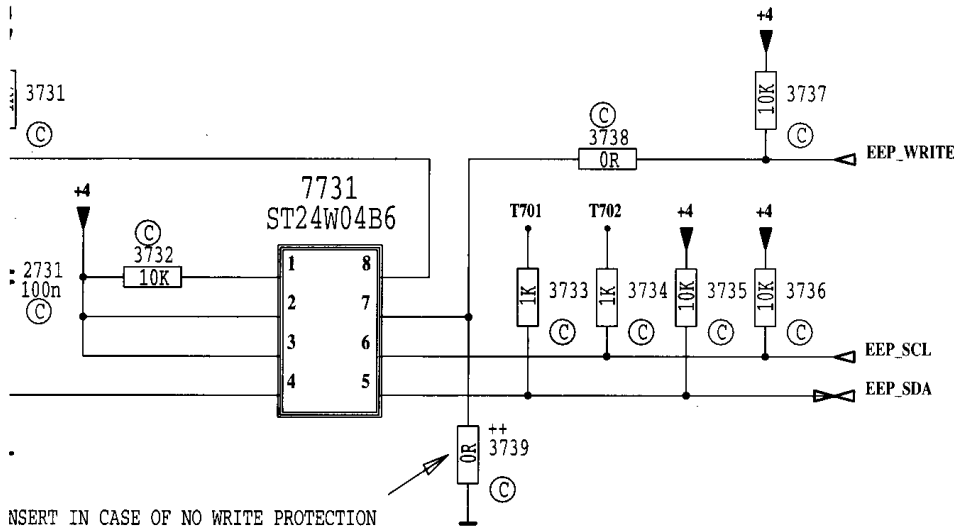 +4
3731
C
3737
10K
C
C
3738
0R
EEP_WRITE
7731
ST24W04B6
+4
C
3732
10K
2731
100n
C
1 8
2 7
3 6
4 5
T701
T702
+4
+4
1K
3733
C
1K
3734
C
10K
3735
C
10K
3736
C
EEP_SCL
EEP_SDA
++
3739
0R
C
NSERT IN CASE OF NO WRITE PROTECTION